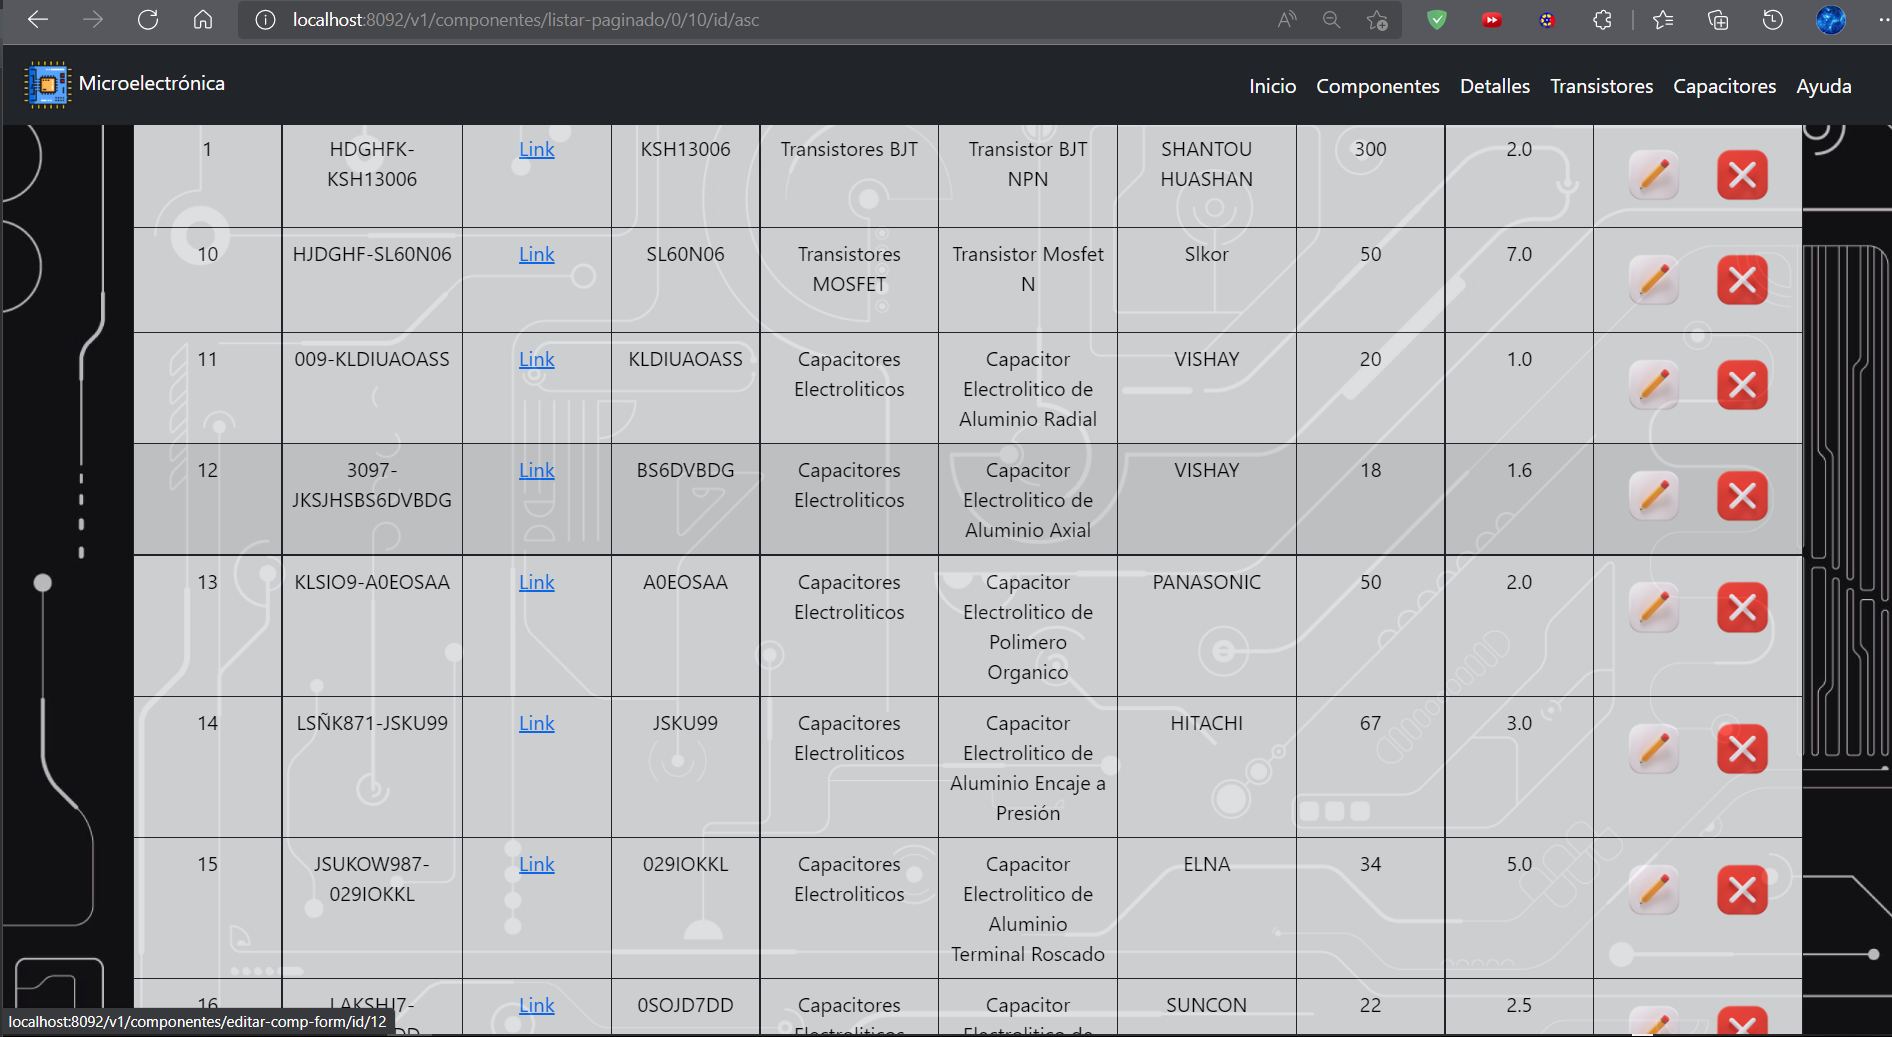 localhost:8092/v1/componentes/listar-paginado/0/10/id/asc
Microelectrónica
Inicio Componentes Detalles Transistores Capacitores Ayuda
1 HDGHFK- Link KSH13006 Transistores BJT Transistor BJT SHANTOU 300 2.0
KSH13006 NPN HUASHAN
10 HJDGHF-SL60N06 Link SL60N06 Transistores Transistor Mosfet Slkor 50 7.0
MOSFET N
11 009-KLDIUAOASS Link KLDIUAOASS Capacitores Capacitor VISHAY 20 1.0
Electroliticos Electrolitico de
Aluminio Radial
12 3097- Link BS6DVBDG Capacitores Capacitor VISHAY 18 1.6
JKSJHSBS6DVBDG Electroliticos Electrolitico de
Aluminio Axial
13 KLSIO9-A0EOSAA Link A0EOSAA Capacitores Capacitor PANASONIC 50 2.0
Electroliticos Electrolitico de
Polimero
Organico
14 LSÑK871-JSKU99 Link JSKU99 Capacitores Capacitor HITACHI 67 3.0
Electroliticos Electrolitico de
Aluminio Encaje a
Presión
15 JSUKOW987- Link 029IOKKL Capacitores Capacitor ELNA 34 5.0
029IOKKL Electroliticos Electrolitico de
Aluminio
Terminal Roscado
16 LAKSHJ7- Link 0SOJD7DD Capacitores Capacitor SUNCON 22 2.5
Electroliticos Electrolitico de
localhost:8092/v1/componentes/editar-comp-form/id/12